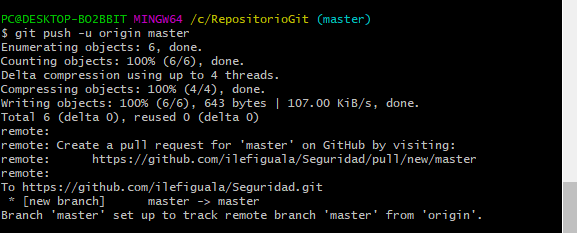 PC@DESKTOP-BO2BBIT MINGW64 /c/RepositorioGit (master)
$ git push -u origin master
Enumerating objects: 6, done.
Counting objects: 100% (6/6), done.
Delta compression using up to 4 threads.
Compressing objects: 100% (4/4), done.
Writing objects: 100% (6/6), 643 bytes | 107.00 KiB/s, done.
Total 6 (delta 0), reused 0 (delta 0)
remote:
remote: Create a pull request for 'master' on GitHub by visiting:
remote:      https://github.com/ilefiguala/Seguridad/pull/new/master
remote:
To https://github.com/ilefiguala/Seguridad.git
 * [new branch]      master -> master
Branch 'master' set up to track remote branch 'master' from 'origin'.